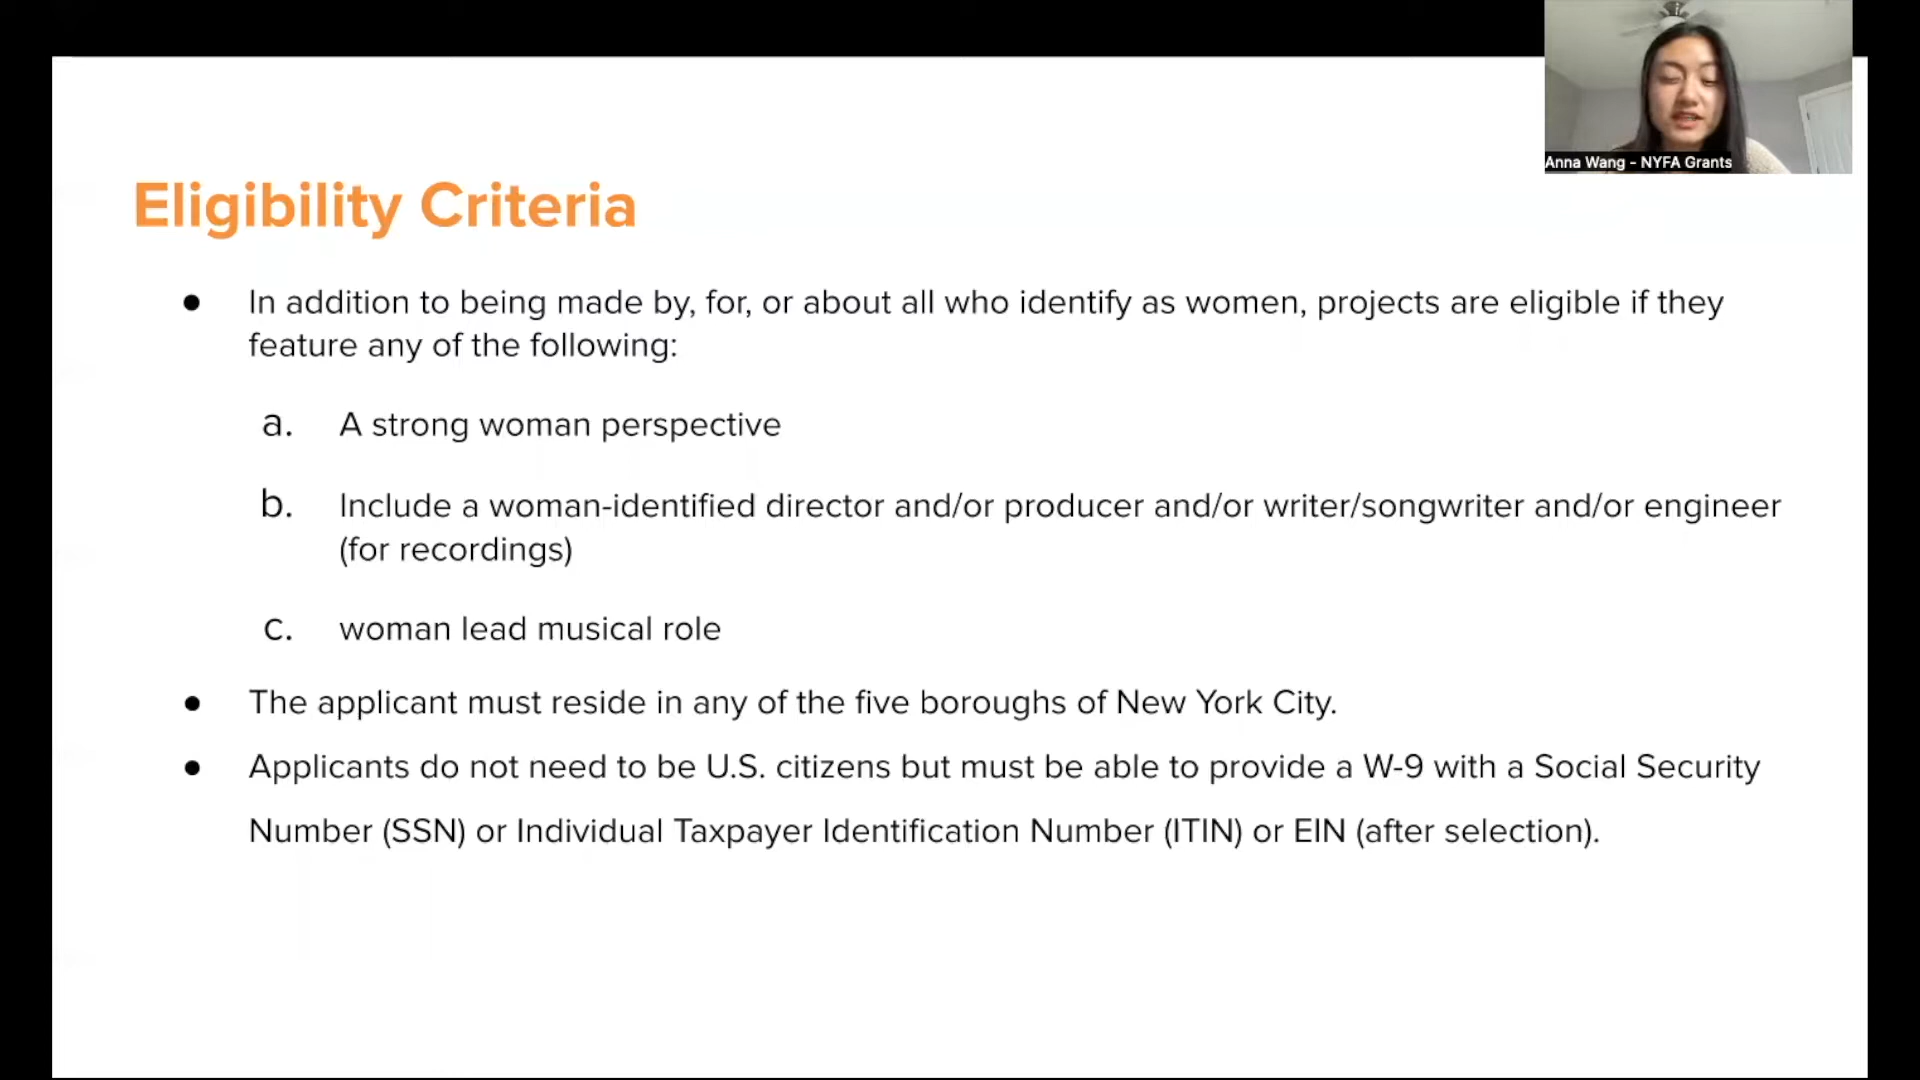 Anna Wang - NYFA Grants
Eligibility Criteria
● In addition to being made by, for, or about all who identify as women, projects are eligible if they
feature any of the following:
a. A strong woman perspective
b. Include a woman-identified director and/or producer and/or writer/songwriter and/or engineer
(for recordings)
c. woman lead musical role
● The applicant must reside in any of the five boroughs of New York City.
● Applicants do not need to be U.S. citizens but must be able to provide a W-9 with a Social Security
Number (SSN) or Individual Taxpayer Identification Number (ITIN) or EIN (after selection).